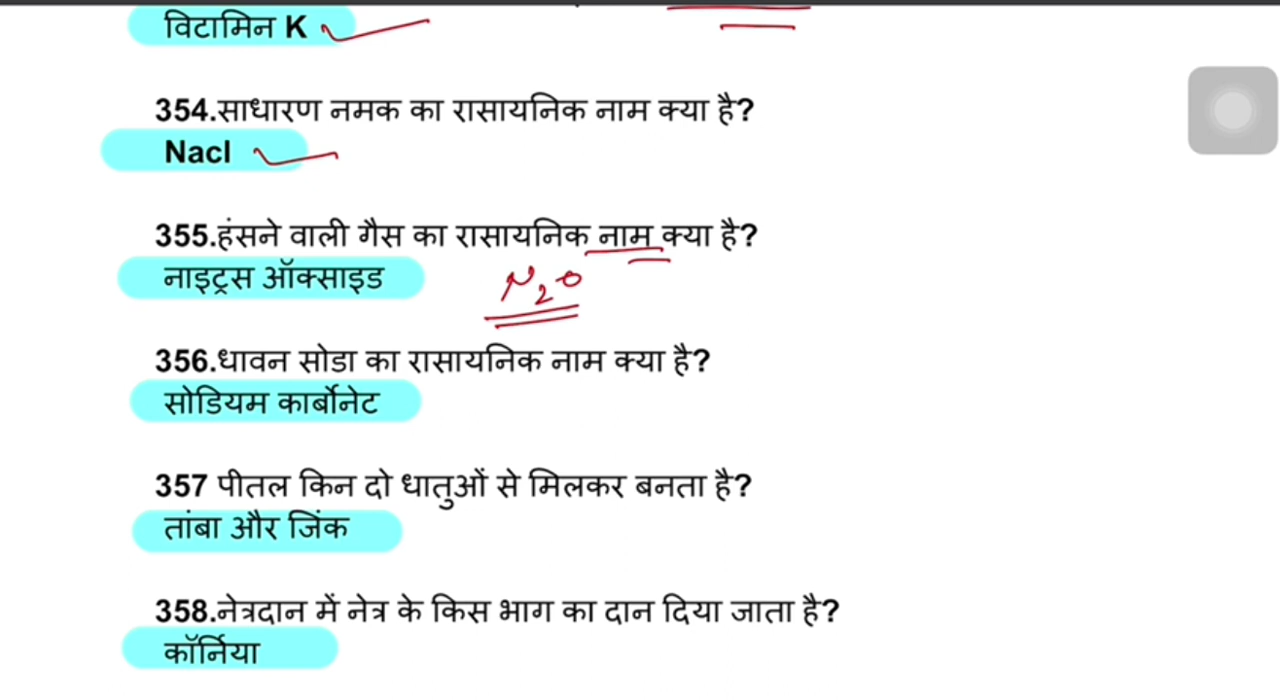 विटामिन K
354.साधारण नमक का रासायनिक नाम क्या है?
Nacl
355.हंसने वाली गैस का रासायनिक नाम क्या है?
नाइट्रस ऑक्साइड
N2O
356.धावन सोडा का रासायनिक नाम क्या है?
सोडियम कार्बोनेट
357 पीतल किन दो धातुओं से मिलकर बनता है?
तांबा और जिंक
358.नेत्रदान में नेत्र के किस भाग का दान दिया जाता है?
कॉर्निया